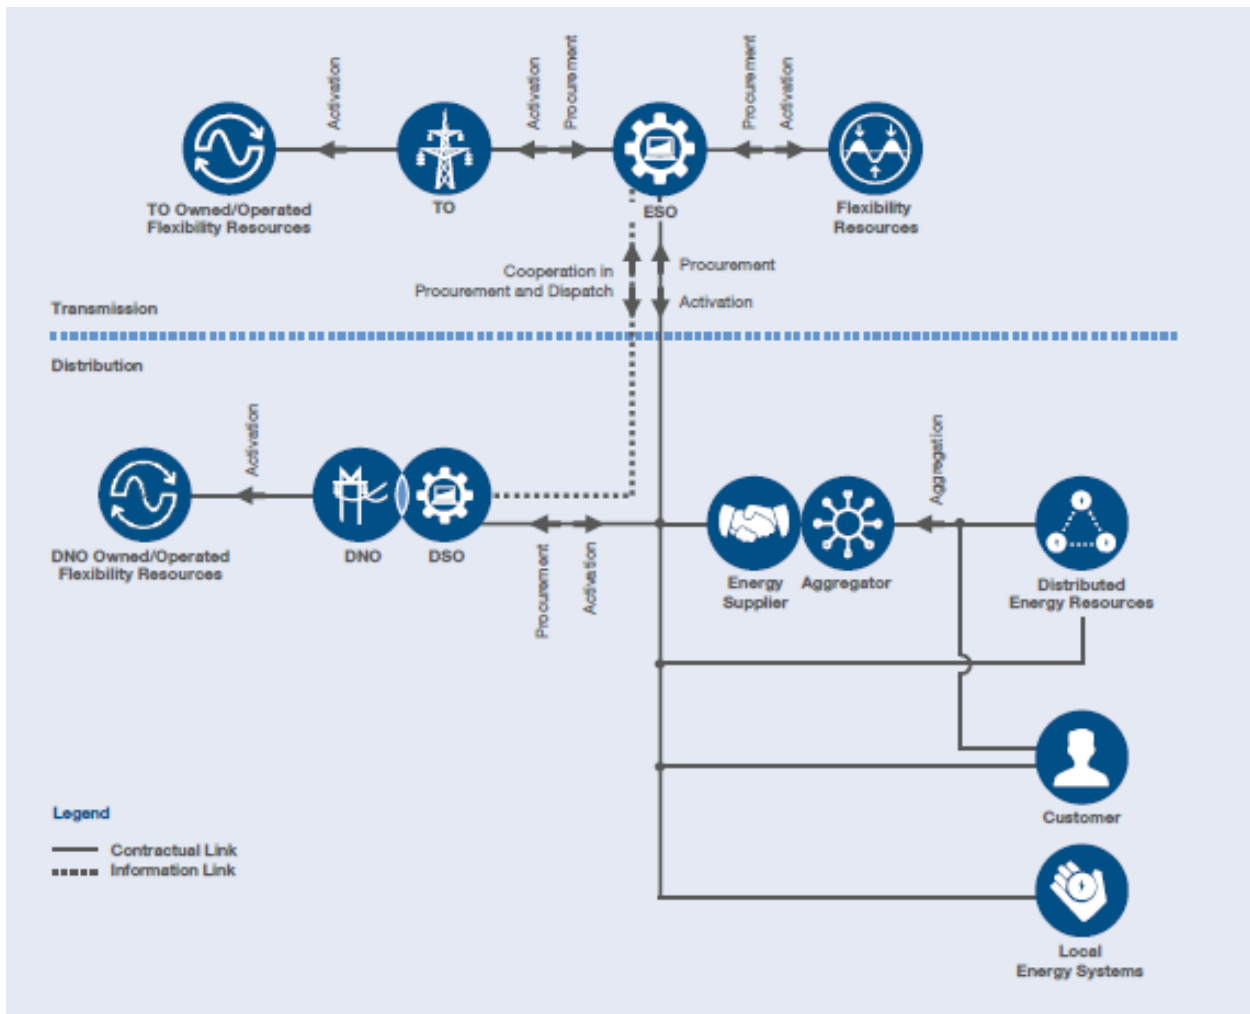 Activation
Activation
Procurement
Procurement
Activation
TO Owned/Operated
Flexibility Resources
TO
ESO
Flexibility
Resources
Cooperation in
Procurement and Dispatch
Procurement
Activation
Transmission
Distribution
Activation
Aggregation
DNO Owned/Operated
Flexibility Resources
DNO
DSO
Procurement
Activation
Energy
Supplier
Aggregator
Distributed
Energy Resources
Customer
Legend
Contractual Link
Information Link
Local
Energy Systems